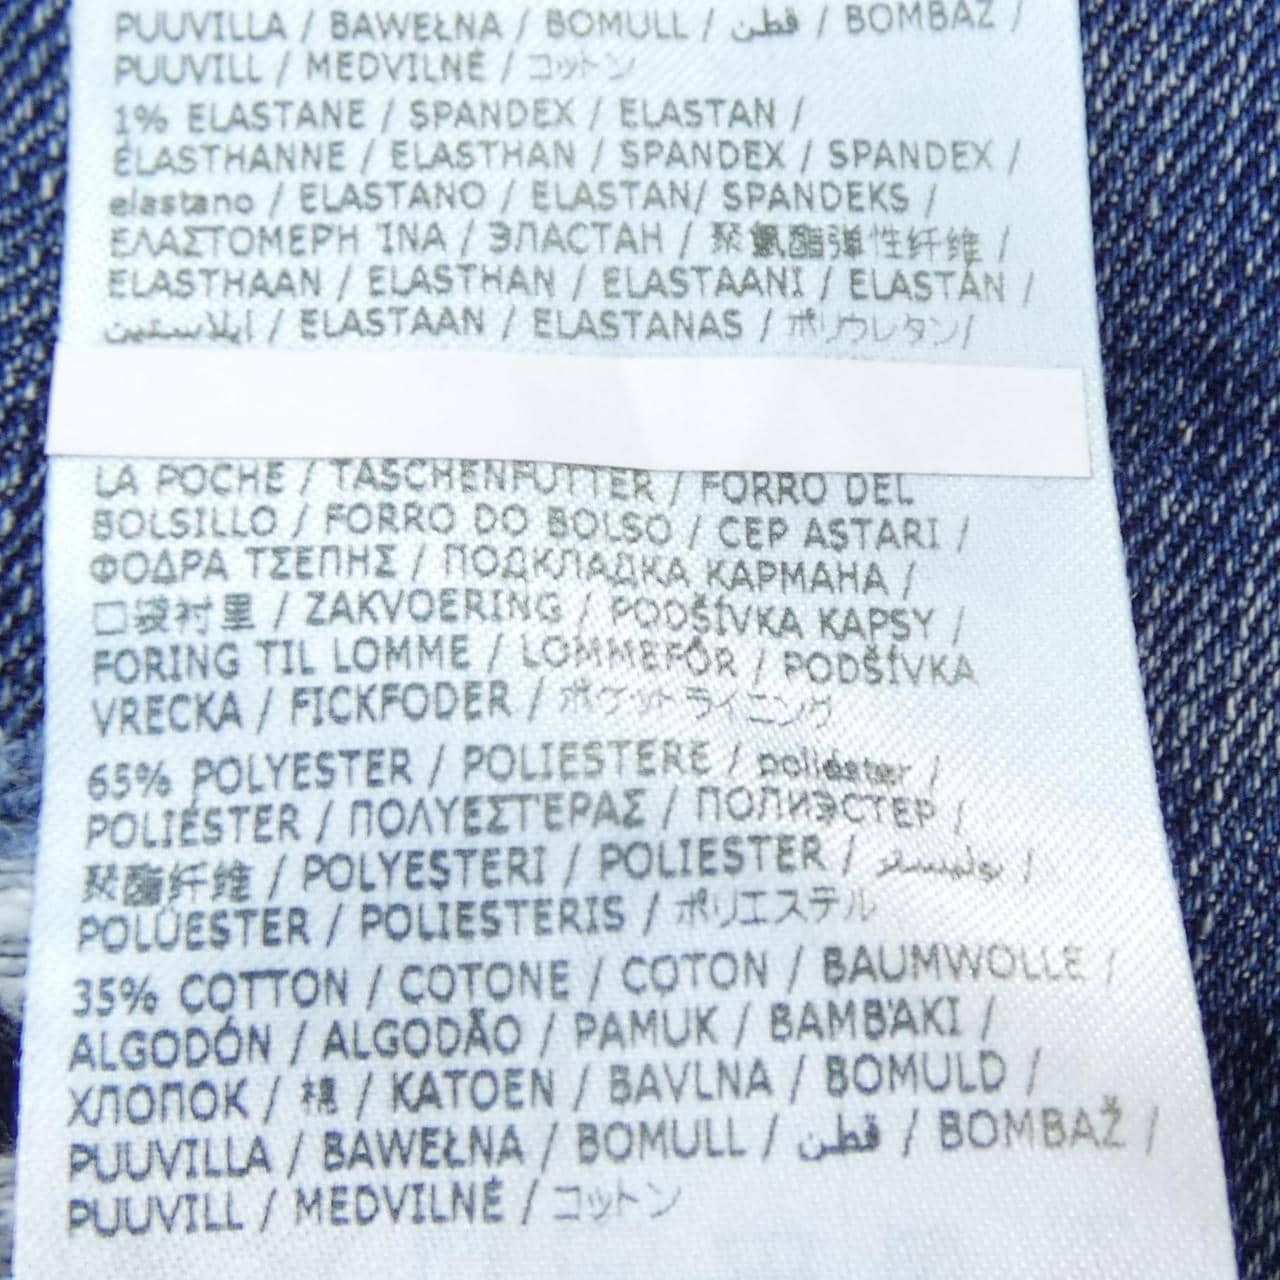 PUUVILLA / BAWEŁNA / BOMULL / قطن / BOMBAŽ /
PUUVILL / MEDVILNĖ / コットン
1% ELASTANE / SPANDEX / ELASTAN /
ÉLASTHANNE / ELASTHAN / SPANDEX / SPANDEX /
elastano / ELASTANO / ELASTAN/ SPANDEKS /
ΕΛΑΣΤΟΜΕΡΗ ΊΝΑ / ЭЛАСТАН / 聚氨酯弹性纤维 /
ELASTHAAN / ELASTHAN / ELASTAANI / ELASTAN /
ايلاستين / ELASTAAN / ELASTANAS / ポリウレタン/
LA POCHE / TASCHENFUTTER / FORRO DEL
BOLSILLO / FORRO DO BOLSO / CEP ASTARI /
ΦΟΔΡΑ ΤΣΕΠΗΣ / ПОДКЛАДКА КАРМАНА /
口袋衬里 / ZAKVOERING / PODŠÍVKA KAPSY /
FORING TIL LOMME / LOMMEFÔR / PODŠÍVKA
VRECKA / FICKFODER / ポケットライニング
65% POLYESTER / POLIESTERE / poliéster /
POLIÉSTER / ΠΟΛΥΕΣΤΕΡΑΣ / ПОЛИЭСТЕР /
聚酯纤维 / POLYESTERI / POLIESTER / بوليستر /
POLÜESTER / POLIESTERIS / ポリエステル
35% COTTON / COTONE / COTON / BAUMWOLLE /
ALGODÓN / ALGODÃO / PAMUK / ΒΑΜΒΆΚΙ /
ХЛОПОК / 棉 / KATOEN / BAVLNA / BOMULD /
PUUVILLA / BAWEŁNA / BOMULL / قطن / BOMBAŽ /
PUUVILL / MEDVILNĖ / コットン